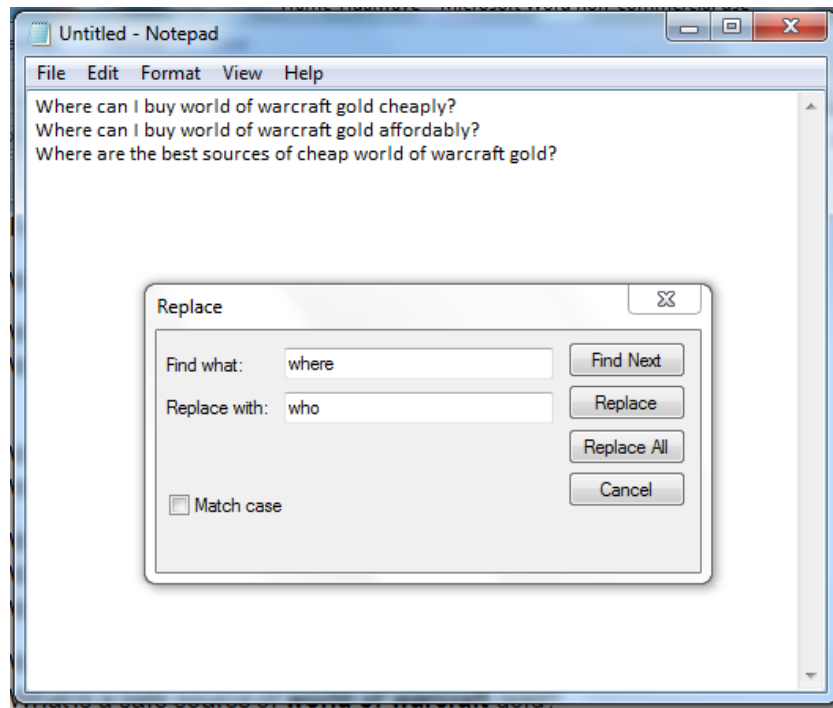 Untitled - Notepad
File Edit Format View Help
Where can I buy world of warcraft gold cheaply?
Where can I buy world of warcraft gold affordably?
Where are the best sources of cheap world of warcraft gold?
Replace
Find what: where Find Next
Replace with: who Replace
Replace All
Match case Cancel